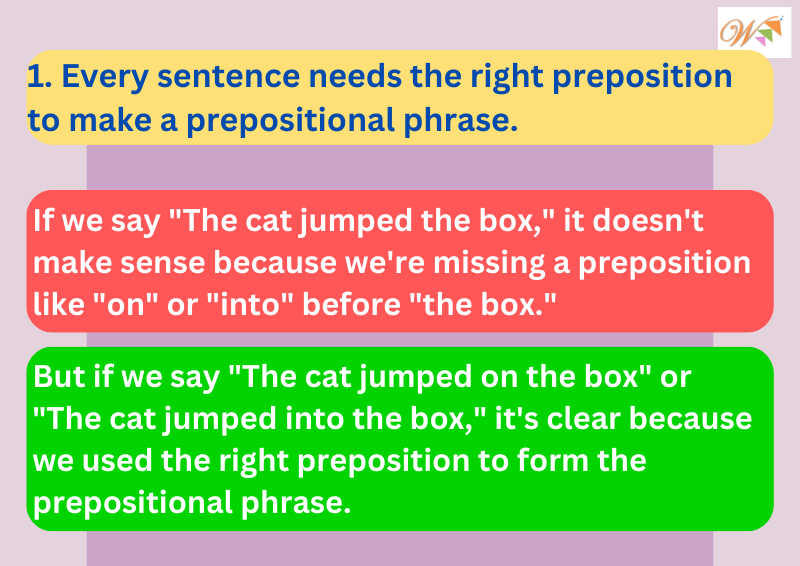 W
1. Every sentence needs the right preposition
to make a prepositional phrase.
If we say "The cat jumped the box," it doesn't
make sense because we're missing a preposition
like "on" or "into" before "the box."
But if we say "The cat jumped on the box" or
"The cat jumped into the box," it's clear because
we used the right preposition to form the
prepositional phrase.